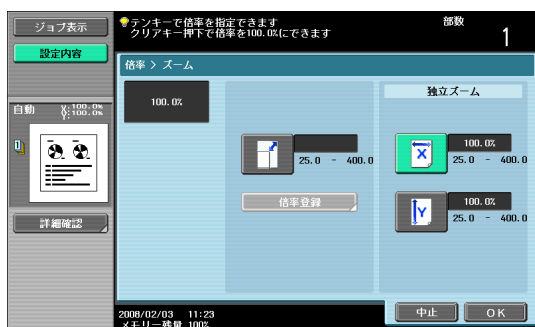 ジョブ表示
設定内容
テンキーで倍率を指定できます
クリアキー押下で倍率を100.0%にできます
部数
1
倍率 > ズーム
自動 X:100.0%
Y:100.0%
1
詳細確認
100.0%
25.0 - 400.0
倍率登録
独立ズーム
X
100.0%
25.0 - 400.0
Y
100.0%
25.0 - 400.0
2008/02/03 11:23
メモリー残量 100%
中止
OK